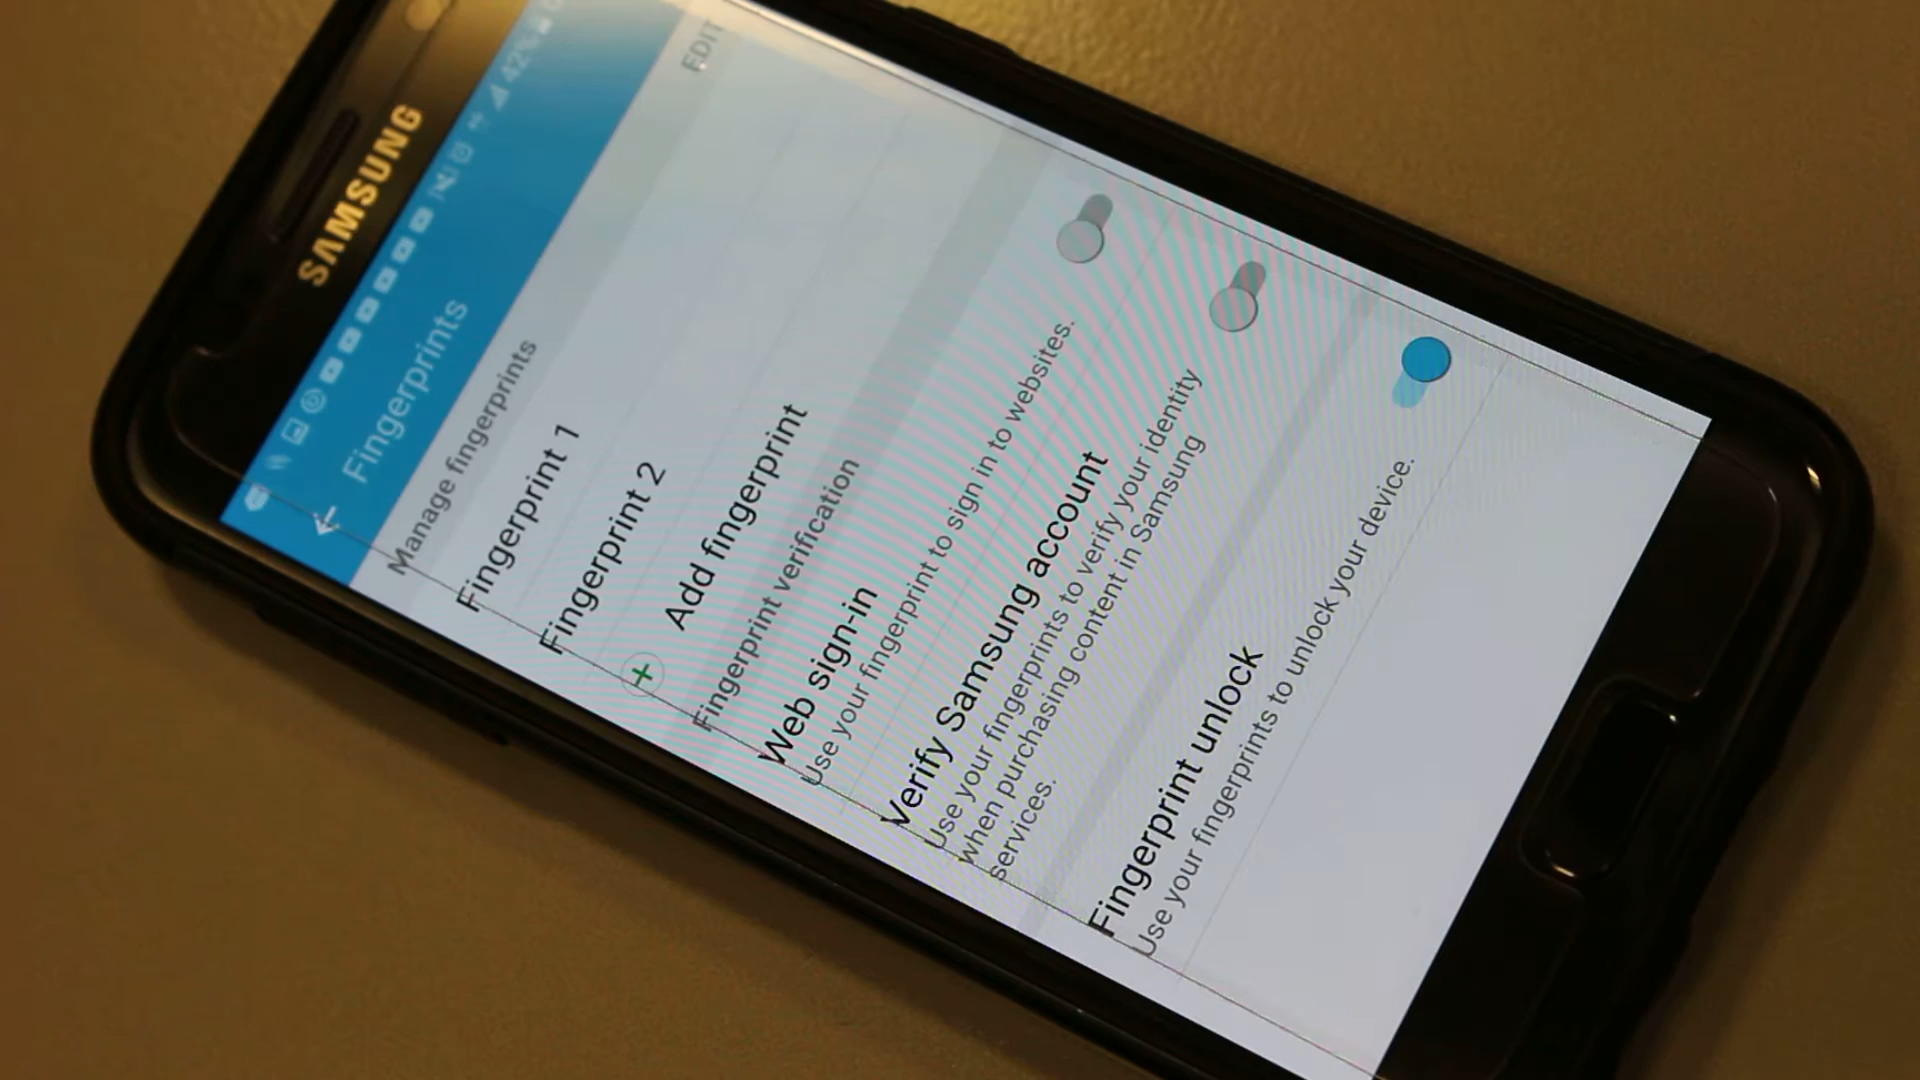 SAMSUNG
42%
Fingerprints
Manage fingerprints
EDIT
Fingerprint 1
Fingerprint 2
Add fingerprint
Fingerprint verification
Web sign-in
Use your fingerprint to sign in to websites.
Verify Samsung account
Use your fingerprints to verify your identity
when purchasing content in Samsung
services.
Fingerprint unlock
Use your fingerprints to unlock your device.